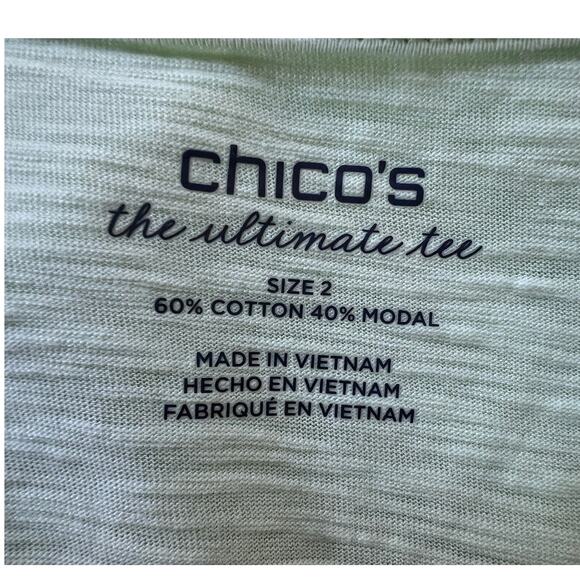 chico's
the ultimate tee
SIZE 2
60% COTTON 40% MODAL
MADE IN VIETNAM
HECHO EN VIETNAM
FABRIQUÉ EN VIETNAM